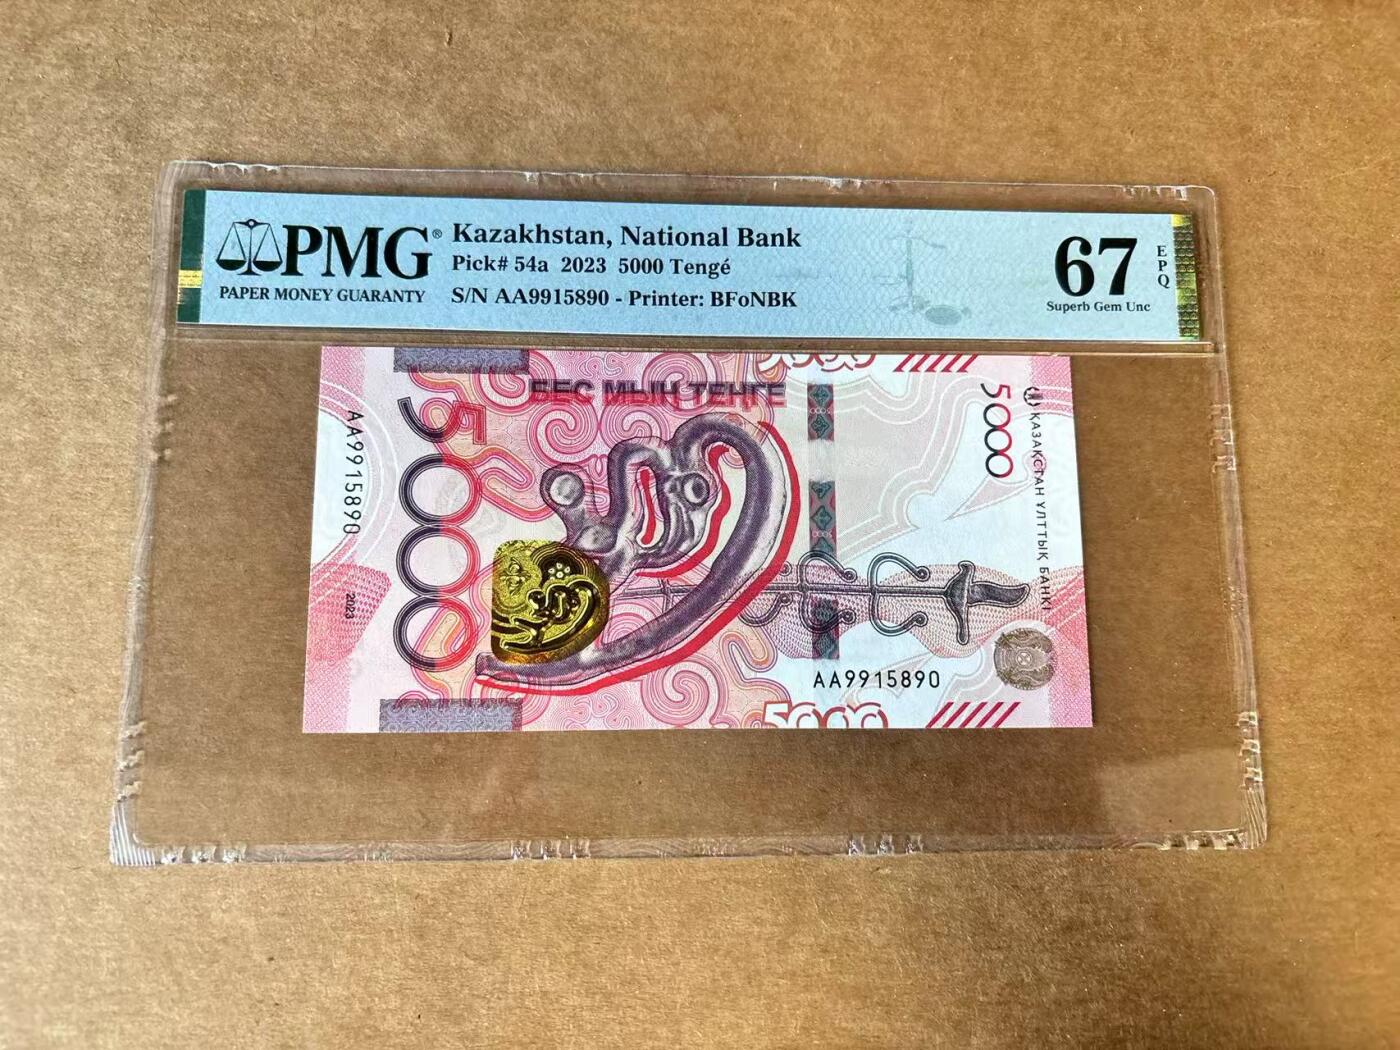 PMG®
PAPER MONEY GUARANTY
Kazakhstan, National Bank
Pick# 54a 2023 5000 Tengé
S/N AA9915890 - Printer: BFoNBK
67
EPQ
Superb Gem Unc
5000
БЕС МЫҢ ТЕҢГЕ
5000
AA9915890
2023
5000
ҚАЗАҚСТАН ҰЛТТЫҚ БАНКІ
AA9915890
5000